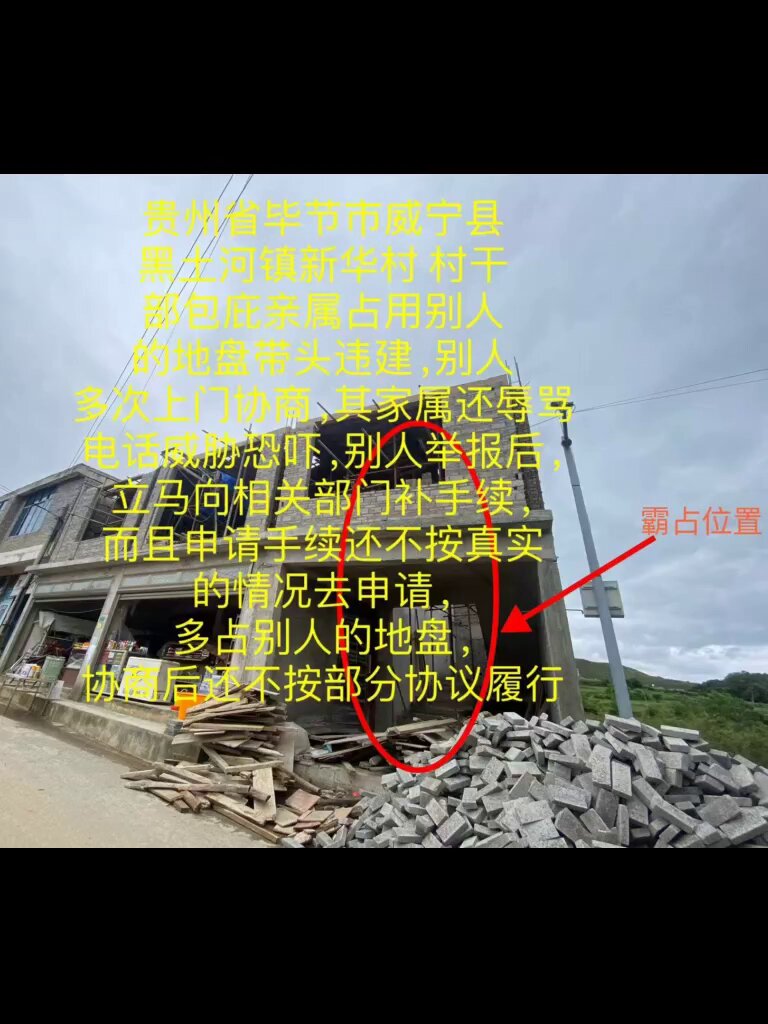 贵州省毕节市威宁县
黑土河镇新华村 村干
部包庇亲属占用别人
的地盘带头违建,别人
多次上门协商,其家属还辱骂
电话威胁恐吓,别人举报后,
立马向相关部门补手续,
而且申请手续还不按真实
的情况去申请,
多占别人的地盘,
协商后还不按部分协议履行
霸占位置